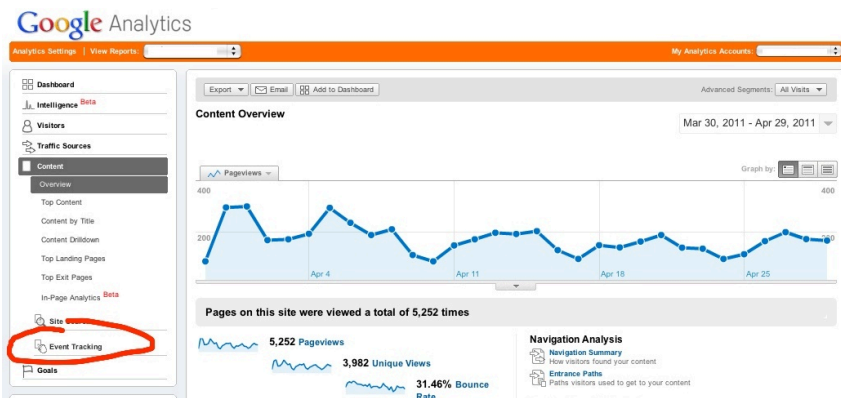 Google Analytics
Analytics Settings | View Reports:
My Analytics Accounts:
Dashboard
Intelligence Beta
Visitors
Traffic Sources
Content
Overview
Top Content
Content by Title
Content Drilldown
Top Landing Pages
Top Exit Pages
In-Page Analytics Beta
Site
Event Tracking
Goals
Export
Email
Add to Dashboard
Advanced Segments: All Visits
Content Overview
Mar 30, 2011 - Apr 29, 2011
Pageviews
Graph by:
400
400
200
Apr 4
Apr 11
Apr 18
Apr 25
Pages on this site were viewed a total of 5,252 times
5,252 Pageviews
3,982 Unique Views
31.46% Bounce
Rate
Navigation Analysis
Navigation Summary
How visitors found your content
Entrance Paths
Paths visitors used to get to your content